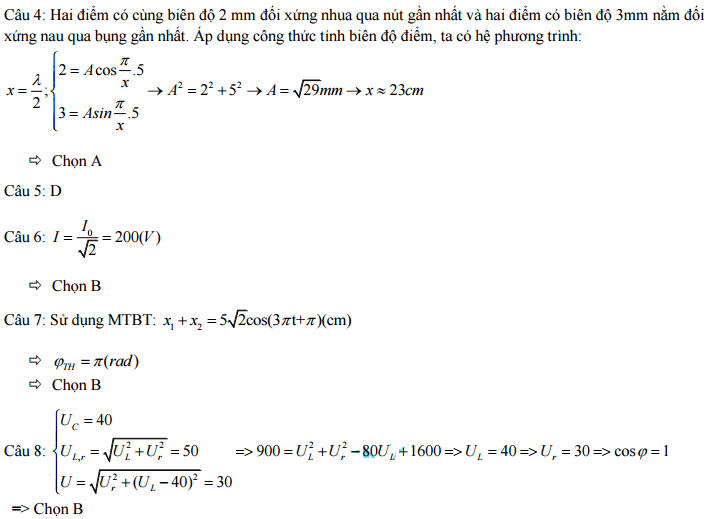 Câu 4: Hai điểm có cùng biên độ 2 mm đối xứng nhua qua nút gần nhất và hai điểm có biên độ 3mm nằm đối
xứng nau qua bụng gần nhất. Áp dụng công thức tính biên độ điểm, ta có hệ phương trình:
x = λ/2; { 2 = A cos π/x .5
3 = Asin π/x .5 → A² = 2² + 5² → A = √29mm → x ≈ 23cm
⇨ Chọn A
Câu 5: D
Câu 6: I = I₀/√2 = 200(V)
⇨ Chọn B
Câu 7: Sử dụng MTBT: x₁ + x₂ = 5√2cos(3πt+π)(cm)
⇨ φ_TH = π(rad)
⇨ Chọn B
Câu 8: { U_C = 40
U_L,r = √(U_L² + U_r²) = 50 => 900 = U_L² + U_r² − 80U_L + 1600 => U_L = 40 => U_r = 30 => cosφ = 1
U = √(U_r² + (U_L − 40)²) = 30
=> Chọn B